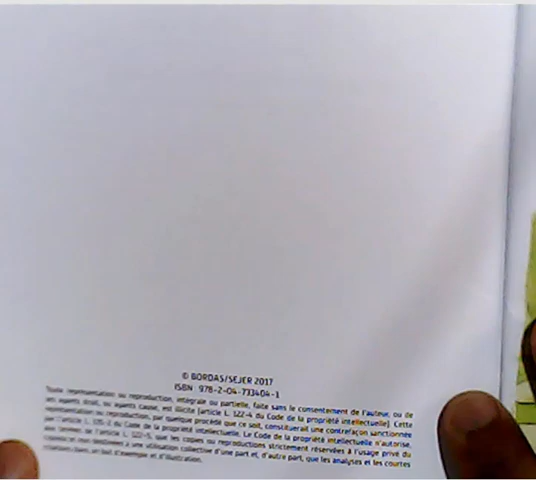 © BORDAS/SEJER 2017
ISBN 978-2-04-733404-1
Toute représentation ou reproduction, intégrale ou partielle, faite sans le consentement de l'auteur, ou de
ses ayants droit, ou ayants cause, est illicite [article L. 122-4 du Code de la propriété intellectuelle]. Cette
représentation ou reproduction, par quelque procédé que ce soit, constituerait une contrefaçon sanctionnée
par l'article L. 335-2 du Code de la propriété intellectuelle. Le Code de la propriété intellectuelle n'autorise,
aux termes de l'article L. 122-5, que les copies ou reproductions strictement réservées à l'usage privé du
copiste et non destinées à une utilisation collective d'une part et, d'autre part, que les analyses et les courtes
citations dans un but d'exemple et d'illustration.